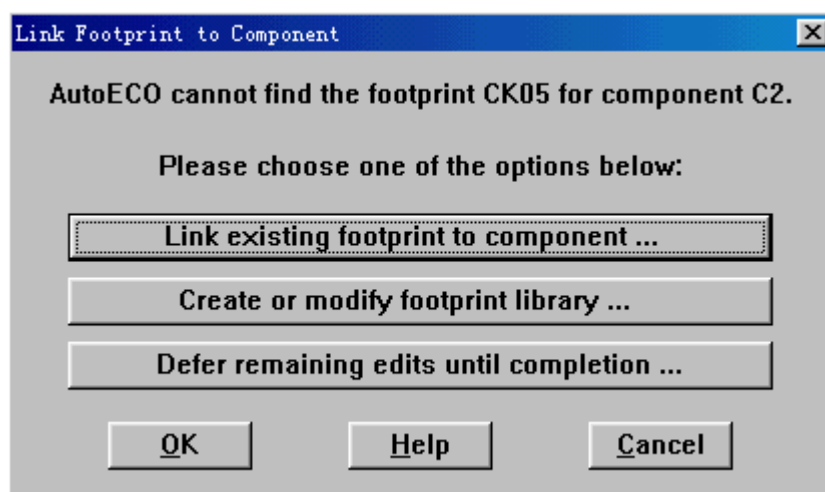 Link Footprint to Component
AutoECO cannot find the footprint CK05 for component C2.
Please choose one of the options below:
Link existing footprint to component ...
Create or modify footprint library ...
Defer remaining edits until completion ...
OK Help Cancel